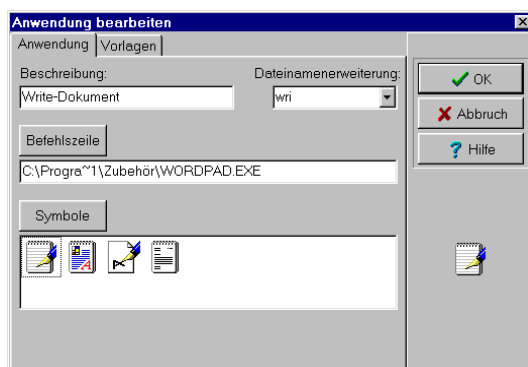 Anwendung bearbeiten
Anwendung
Vorlagen
Beschreibung:
Dateinamenerweiterung:
Write-Dokument
wri
Befehlszeile
C:\Progra~1\Zubehör\WORDPAD.EXE
Symbole
OK
Abbruch
Hilfe